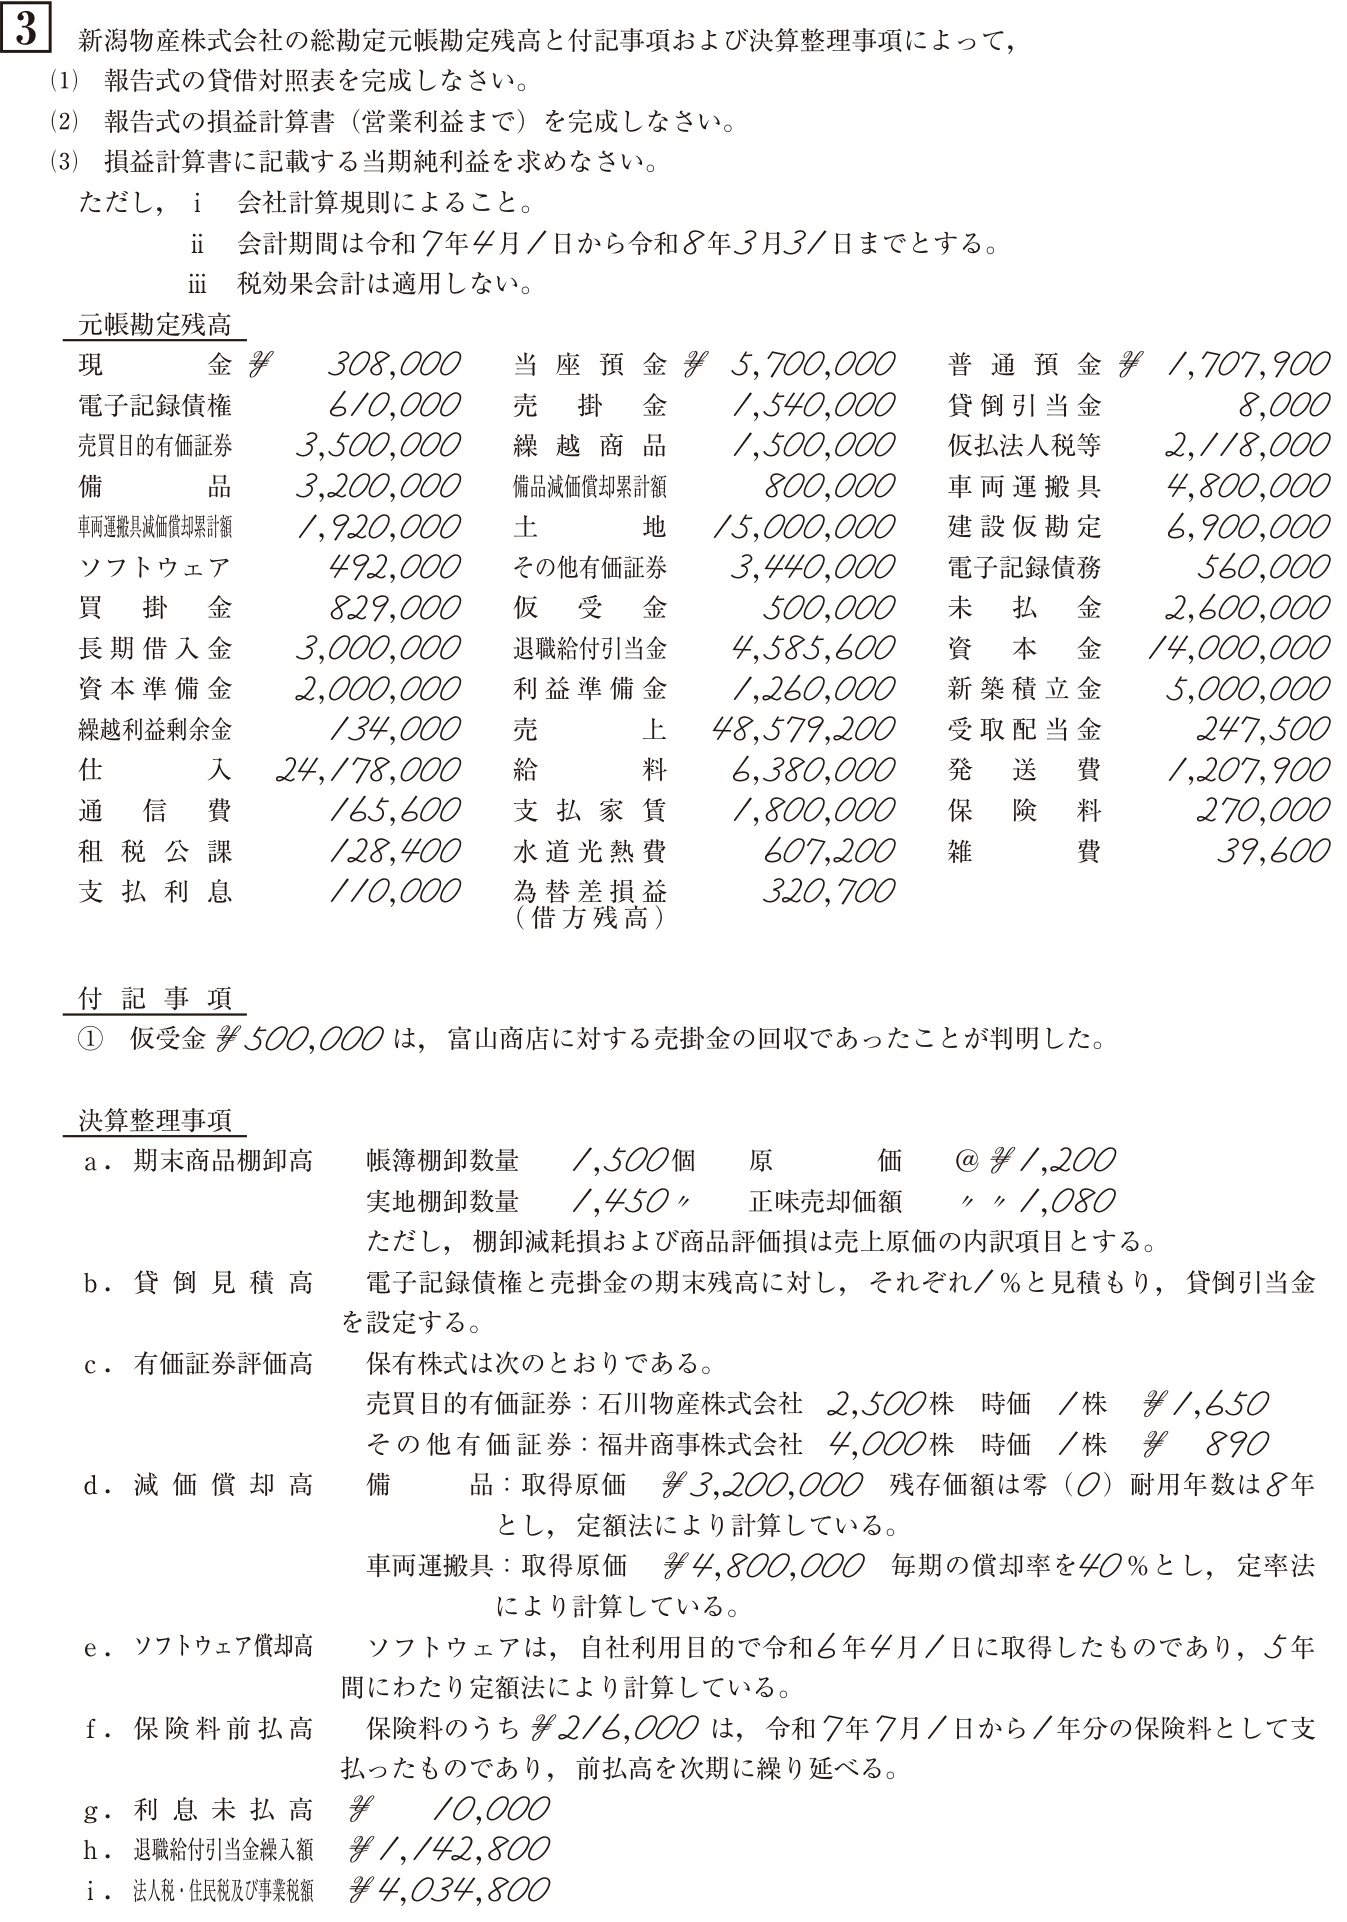 3 新潟物産株式会社の総勘定元帳勘定残高と付記事項および決算整理事項によって，
⑴ 報告式の貸借対照表を完成しなさい。
⑵ 報告式の損益計算書（営業利益まで）を完成しなさい。
⑶ 損益計算書に記載する当期純利益を求めなさい。
ただし， ⅰ 会社計算規則によること。
ⅱ 会計期間は令和7年4月1日から令和8年3月31日までとする。
ⅲ 税効果会計は適用しない。
元帳勘定残高
現金 ¥ 308,000 当座預金 ¥ 5,700,000 普通預金 ¥ 1,707,900
電子記録債権 610,000 売掛金 1,540,000 貸倒引当金 8,000
売買目的有価証券 3,500,000 繰越商品 1,500,000 仮払法人税等 2,118,000
備品 3,200,000 備品減価償却累計額 800,000 車両運搬具 4,800,000
車両運搬具減価償却累計額 1,920,000 土地 15,000,000 建設仮勘定 6,900,000
ソフトウェア 492,000 その他有価証券 3,440,000 電子記録債務 560,000
買掛金 829,000 仮受金 500,000 未払金 2,600,000
長期借入金 3,000,000 退職給付引当金 4,585,600 資本金 14,000,000
資本準備金 2,000,000 利益準備金 1,260,000 新築積立金 5,000,000
繰越利益剰余金 134,000 売上 48,579,200 受取配当金 247,500
仕入 24,178,000 給料 6,380,000 発送費 1,207,900
通信費 165,600 支払家賃 1,800,000 保険料 270,000
租税公課 128,400 水道光熱費 607,200 雑費 39,600
支払利息 110,000 為替差損益 320,700
（借方残高）
付記事項
① 仮受金 ¥500,000 は，富山商店に対する売掛金の回収であったことが判明した。
決算整理事項
a．期末商品棚卸高 帳簿棚卸数量 1,500個 原価 @¥1,200
実地棚卸数量 1,450〃 正味売却価額 〃〃1,080
ただし，棚卸減耗損および商品評価損は売上原価の内訳項目とする。
b．貸倒見積高 電子記録債権と売掛金の期末残高に対し，それぞれ1％と見積もり，貸倒引当金
を設定する。
c．有価証券評価高 保有株式は次のとおりである。
売買目的有価証券：石川物産株式会社 2,500株 時価 1株 ¥1,650
その他有価証券：福井商事株式会社 4,000株 時価 1株 ¥ 890
d．減価償却高 備品：取得原価 ¥3,200,000 残存価額は零（0）耐用年数は8年
とし，定額法により計算している。
車両運搬具：取得原価 ¥4,800,000 毎期の償却率を40％とし，定率法
により計算している。
e．ソフトウェア償却高 ソフトウェアは，自社利用目的で令和6年4月1日に取得したものであり，5年
間にわたり定額法により計算している。
f．保険料前払高 保険料のうち ¥216,000 は，令和7年7月1日から1年分の保険料として支
払ったものであり，前払高を次期に繰り延べる。
g．利息未払高 ¥ 10,000
h．退職給付引当金繰入額 ¥1,142,800
i．法人税・住民税及び事業税額 ¥4,034,800